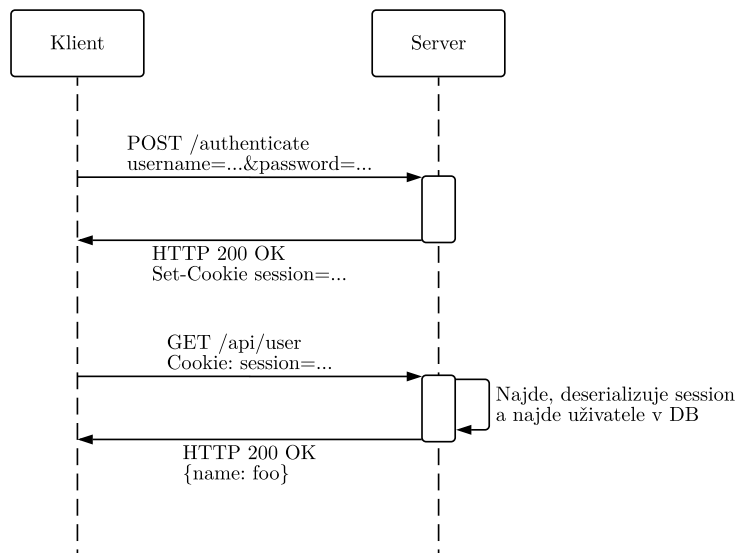 Klient
Server
POST /authenticate
username=...&password=...
HTTP 200 OK
Set-Cookie session=...
GET /api/user
Cookie: session=...
Najde, deserializuje session
a najde uživatele v DB
HTTP 200 OK
{name: foo}